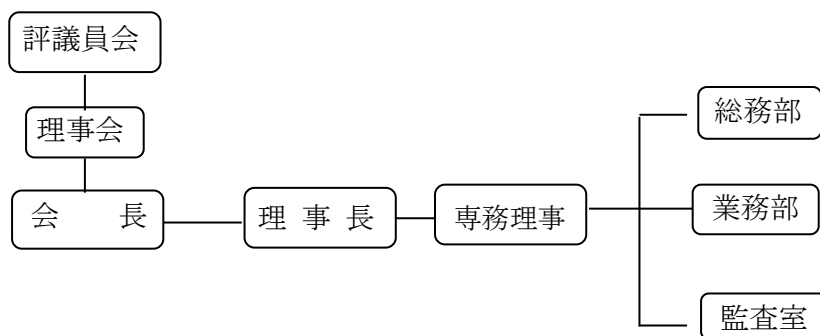 評議員会
理事会
会　　長
理 事 長
専務理事
総務部
業務部
監査室